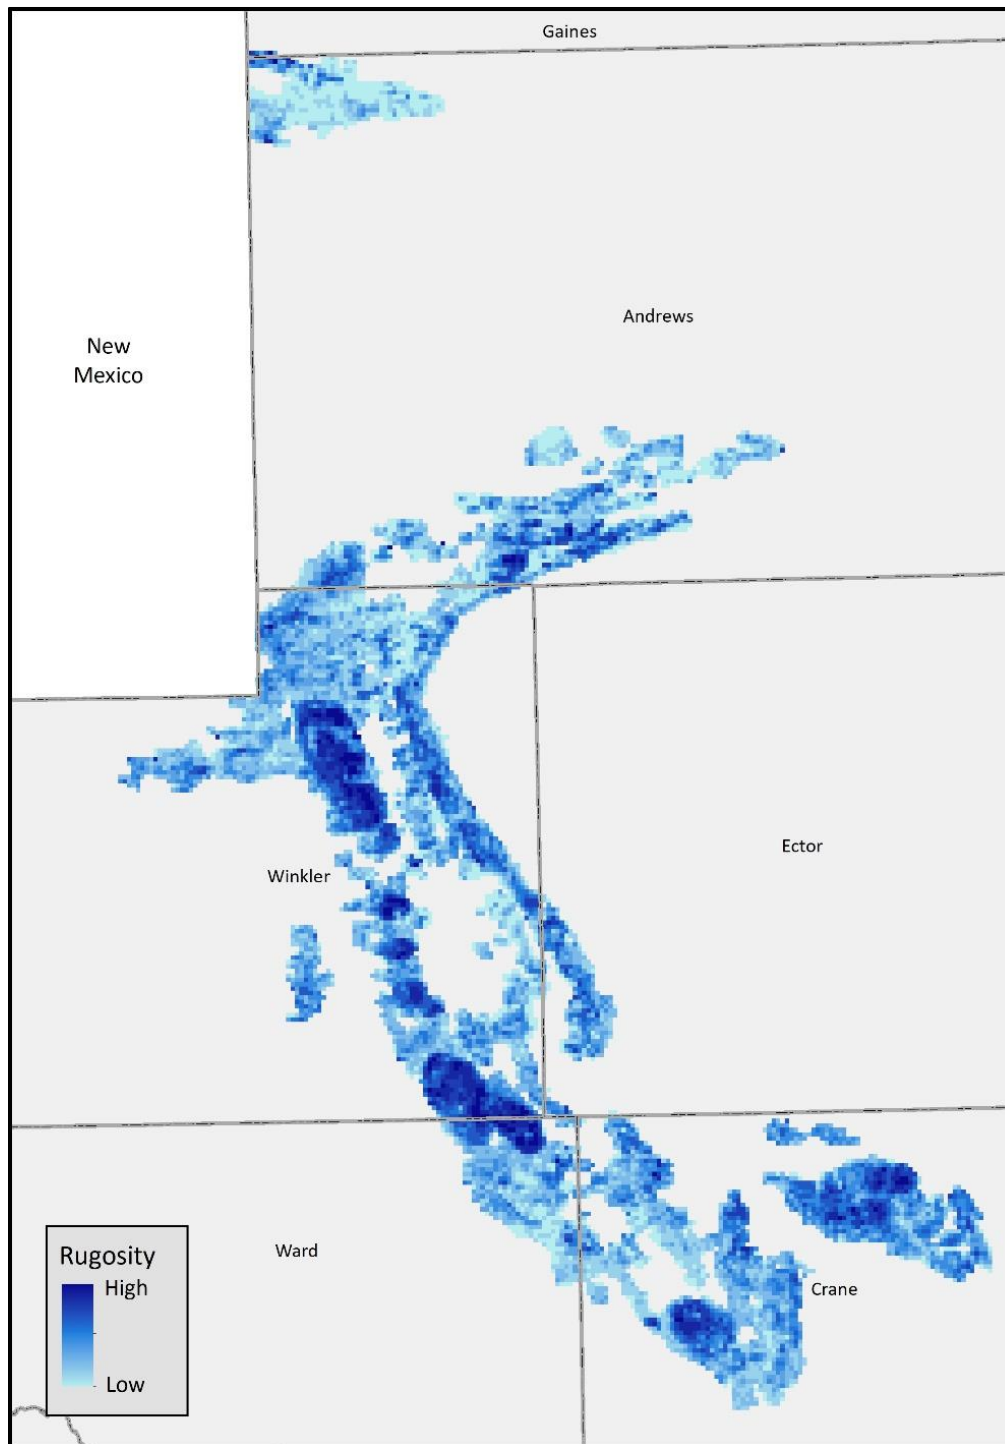 Gaines
Andrews
New
Mexico
Ector
Winkler
Ward
Crane
Rugosity
High
Low